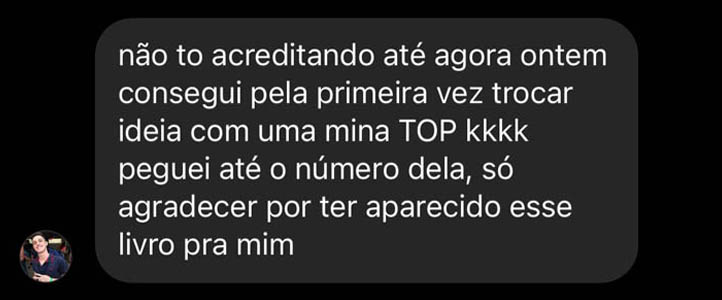 não to acreditando até agora ontem
consegui pela primeira vez trocar
ideia com uma mina TOP kkkk
peguei até o número dela, só
agradecer por ter aparecido esse
livro pra mim